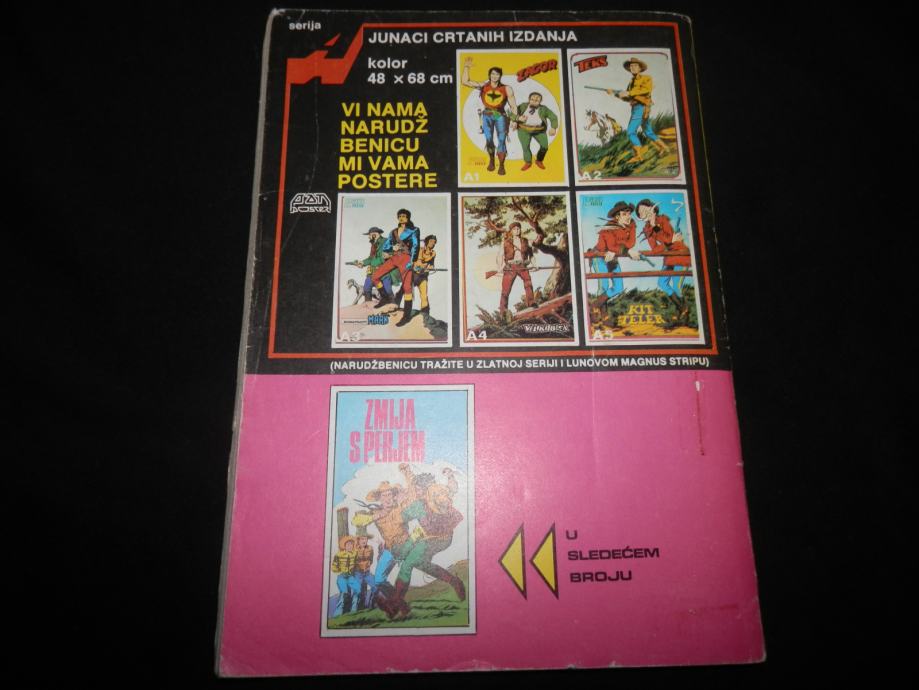 serija
JUNACI CRTANIH IZDANJA
kolor
48 x 68 cm
VI NAMA
NARUDŽ
BENICU
MI VAMA
POSTERE
ZAGOR
A1
TEKS
A2
A3
A4
KIT
TELER
A5
(NARUDŽBENICU TRAŽITE U ZLATNOJ SERIJI I LUNOVOM MAGNUS STRIPU)
ZMIJA
S PERJEM
U
SLEDEĆEM
BROJU